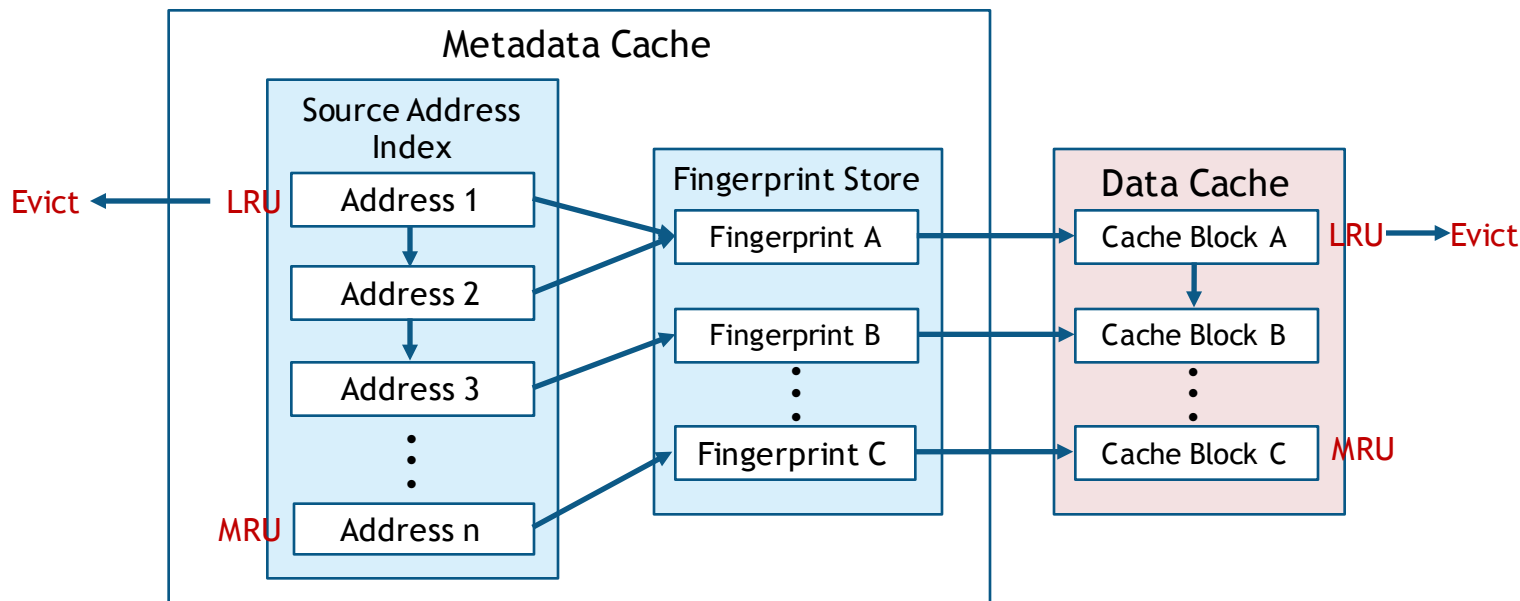 Metadata Cache
Source Address
Index
Fingerprint Store
Data Cache
Evict
LRU
Address 1
Fingerprint A
Cache Block A
LRU
Evict
Address 2
Fingerprint B
Cache Block B
Address 3
Fingerprint C
Cache Block C
MRU
MRU
Address n